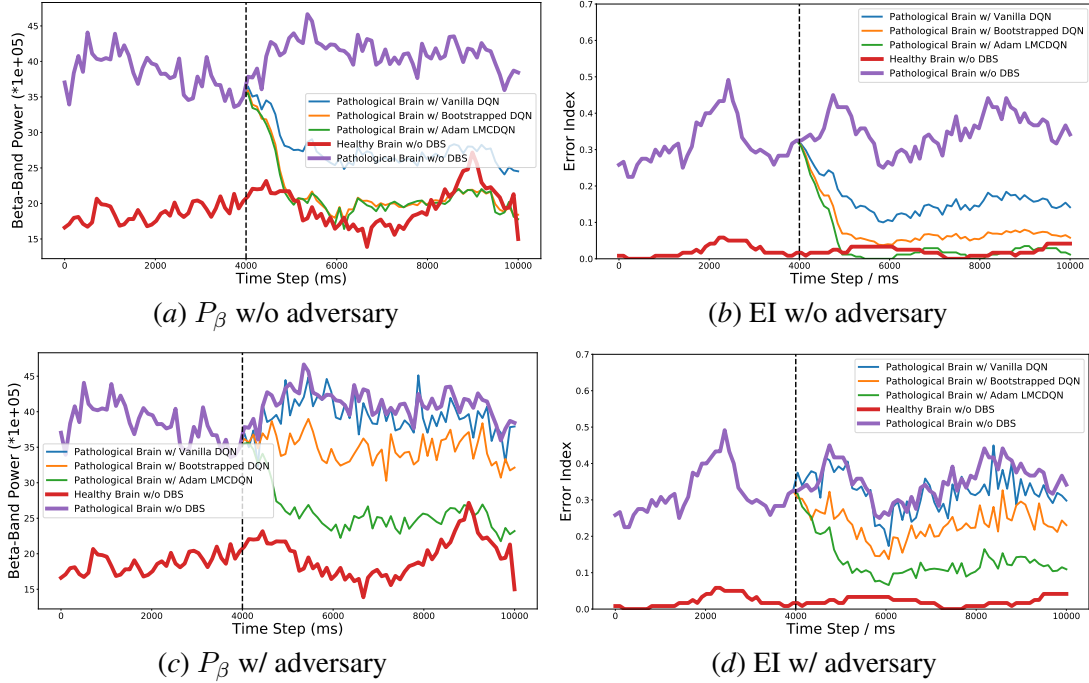 Beta-Band Power (*1e+05)
45
40
35
30
25
20
15
0 2000 4000 6000 8000 10000
Time Step (ms)
Pathological Brain w/ Vanilla DQN
Pathological Brain w/ Bootstrapped DQN
Pathological Brain w/ Adam LMCDQN
Healthy Brain w/o DBS
Pathological Brain w/o DBS
(a) Pβ w/o adversary
Error Index
0.7
0.6
0.5
0.4
0.3
0.2
0.1
0.0
0 2000 4000 6000 8000 10000
Time Step / ms
Pathological Brain w/ Vanilla DQN
Pathological Brain w/ Bootstrapped DQN
Pathological Brain w/ Adam LMCDQN
Healthy Brain w/o DBS
Pathological Brain w/o DBS
(b) EI w/o adversary
Beta-Band Power (*1e+05)
45
40
35
30
25
20
15
0 2000 4000 6000 8000 10000
Time Step (ms)
Pathological Brain w/ Vanilla DQN
Pathological Brain w/ Bootstrapped DQN
Pathological Brain w/ Adam LMCDQN
Healthy Brain w/o DBS
Pathological Brain w/o DBS
(c) Pβ w/ adversary
Error Index
0.7
0.6
0.5
0.4
0.3
0.2
0.1
0.0
0 2000 4000 6000 8000 10000
Time Step / ms
Pathological Brain w/ Vanilla DQN
Pathological Brain w/ Bootstrapped DQN
Pathological Brain w/ Adam LMCDQN
Healthy Brain w/o DBS
Pathological Brain w/o DBS
(d) EI w/ adversary